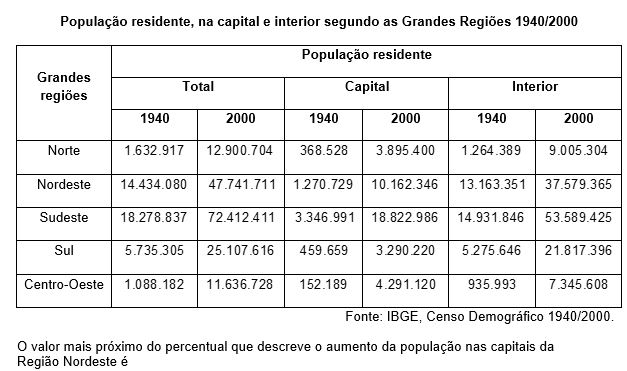 População residente, na capital e interior segundo as Grandes Regiões 1940/2000
Grandes regiões População residente
Total Capital Interior
1940 2000 1940 2000 1940 2000
Norte 1.632.917 12.900.704 368.528 3.895.400 1.264.389 9.005.304
Nordeste 14.434.080 47.741.711 1.270.729 10.162.346 13.163.351 37.579.365
Sudeste 18.278.837 72.412.411 3.346.991 18.822.986 14.931.846 53.589.425
Sul 5.735.305 25.107.616 459.659 3.290.220 5.275.646 21.817.396
Centro-Oeste 1.088.182 11.636.728 152.189 4.291.120 935.993 7.345.608
Fonte: IBGE, Censo Demográfico 1940/2000.
O valor mais próximo do percentual que descreve o aumento da população nas capitais da
Região Nordeste é